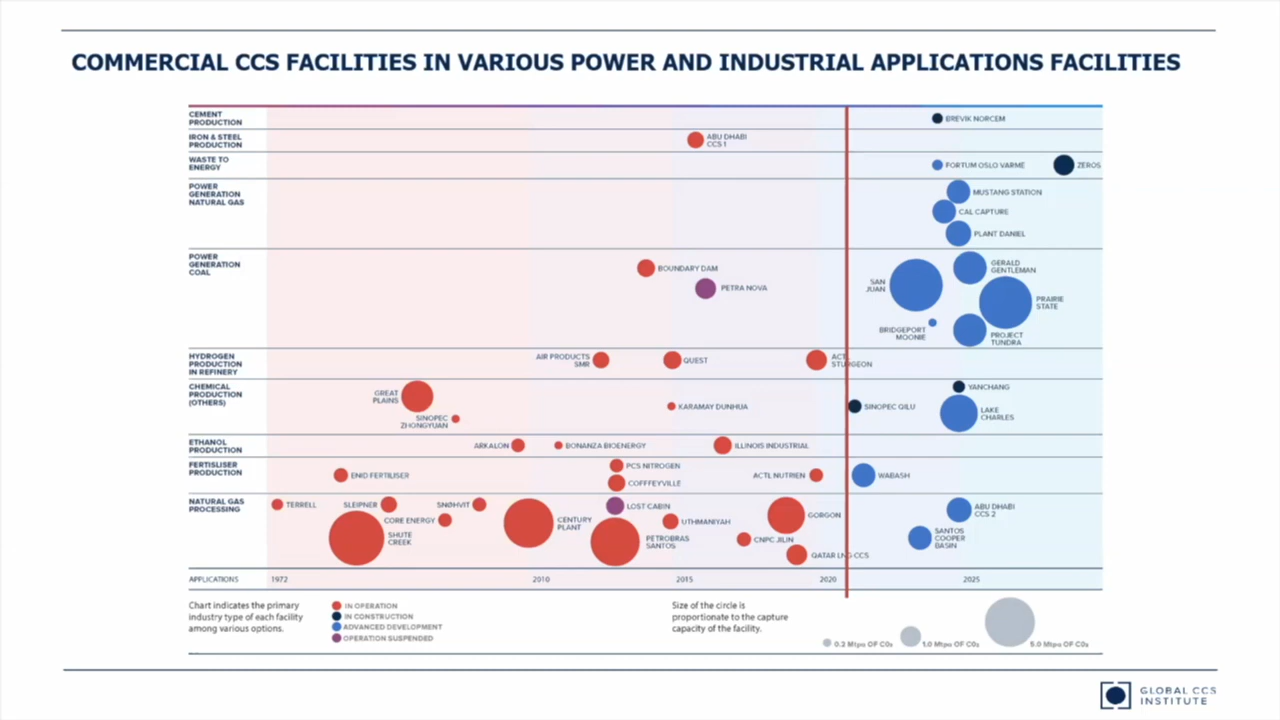 COMMERCIAL CCS FACILITIES IN VARIOUS POWER AND INDUSTRIAL APPLICATIONS FACILITIES
CEMENT
PRODUCTION
BREVIK NORCEM
IRON & STEEL
PRODUCTION
ABU DHABI
CCS 1
WASTE TO
ENERGY
FORTUM OSLO VARME
ZEROS
POWER
GENERATION
NATURAL GAS
MUSTANG STATION
CAL CAPTURE
PLANT DANIEL
POWER
GENERATION
COAL
BOUNDARY DAM
PETRA NOVA
SAN
JUAN
GERALD
GENTLEMAN
PRAIRIE
STATE
BRIDGEPORT
MOONIE
PROJECT
TUNDRA
HYDROGEN
PRODUCTION
IN REFINERY
AIR PRODUCTS
SMR
QUEST
ACTL
STURGEON
CHEMICAL
PRODUCTION
(OTHERS)
GREAT
PLAINS
SINOPEC
ZHONGYUAN
KARAMAY DUNHUA
SINOPEC QILU
YANCHANG
LAKE
CHARLES
ETHANOL
PRODUCTION
ARKALON
BONANZA BIOENERGY
ILLINOIS INDUSTRIAL
FERTISLISER
PRODUCTION
ENID FERTILISER
PCS NITROGEN
COFFFEYVILLE
ACTL NUTRIEN
WABASH
NATURAL GAS
PROCESSING
TERRELL
SLEIPNER
SNØHVIT
CORE ENERGY
SHUTE
CREEK
CENTURY
PLANT
LOST CABIN
PETROBRAS
SANTOS
UTHMANIYAH
GORGON
CNPC JILIN
QATAR LNG CCS
ABU DHABI
CCS 2
SANTOS
COOPER
BASIN
APPLICATIONS 1972 2010 2015 2020 2025
Chart indicates the primary
industry type of each facility
among various options.
IN OPERATION
IN CONSTRUCTION
ADVANCED DEVELOPMENT
OPERATION SUSPENDED
Size of the circle is
proportionate to the capture
capacity of the facility.
0.2 Mtpa OF C0₂
1.0 Mtpa OF C0₂
5.0 Mtpa OF C0₂
GLOBAL CCS
INSTITUTE